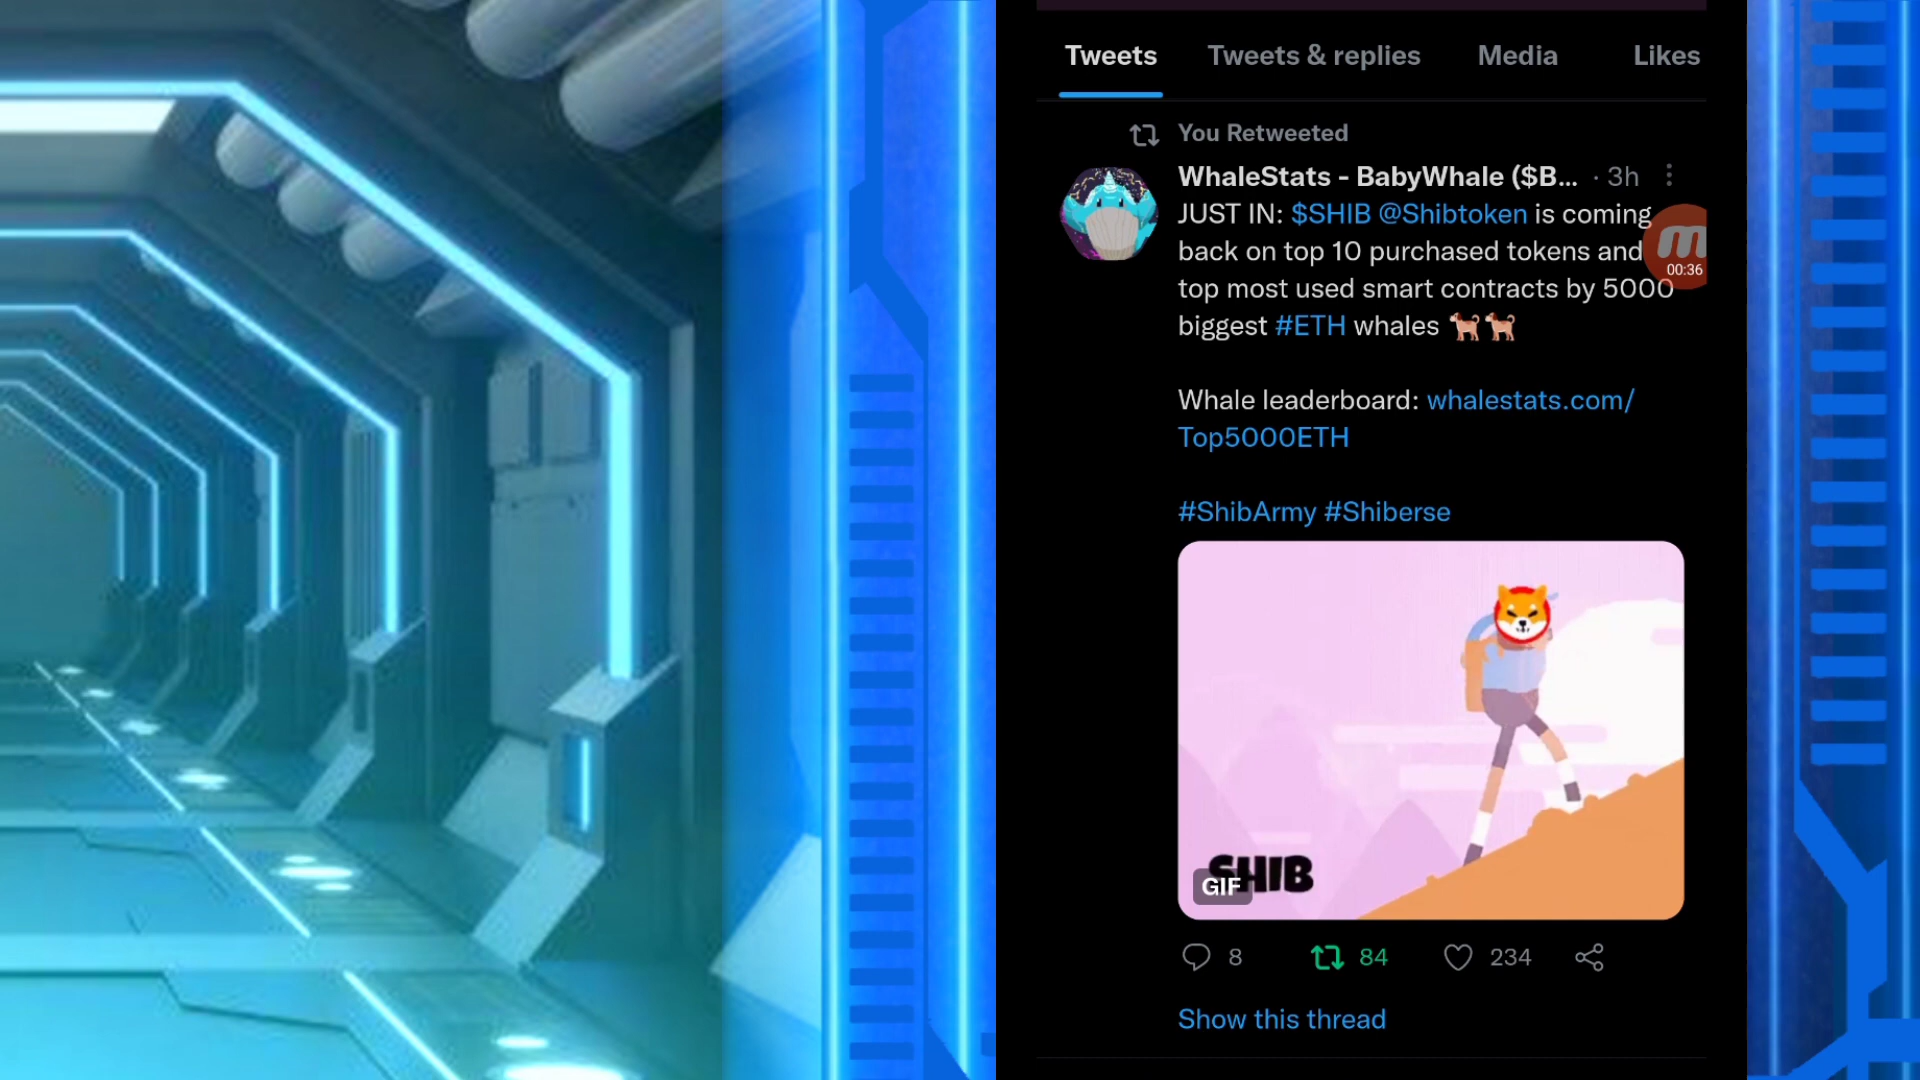 Tweets Tweets & replies Media Likes
You Retweeted
WhaleStats - BabyWhale ($B... · 3h
JUST IN: $SHIB @Shibtoken is coming
back on top 10 purchased tokens and
top most used smart contracts by 5000
biggest #ETH whales 🐕🐕
00:36
Whale leaderboard: whalestats.com/
Top5000ETH
#ShibArmy #Shiberse
SHIB
GIF
8 84 234
Show this thread